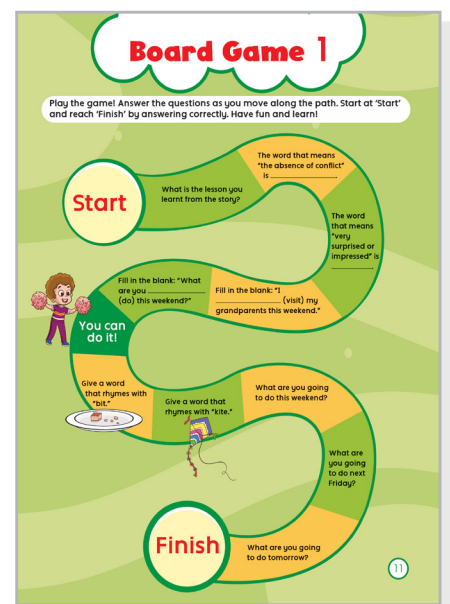 Board Game 1
Play the game! Answer the questions as you move along the path. Start at ‘Start’
and reach ‘Finish’ by answering correctly. Have fun and learn!
Start
What is the lesson you
learnt from the story?
The word that means
“the absence of conflict”
is ____________
The word
that means
“very
surprised or
impressed” is
________.
Fill in the blank: “I
____________ (visit) my
grandparents this weekend.”
Fill in the blank: “What
are you ____________
(do) this weekend?”
You can
do it!
Give a word
that rhymes with
“bit.”
Give a word that
rhymes with “kite.”
What are you going
to do this weekend?
What are
you going
to do next
Friday?
What are you going
to do tomorrow?
Finish
11